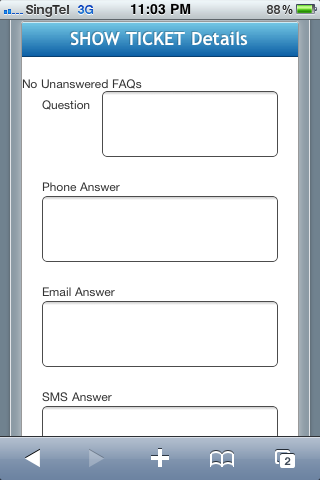 SingTel 3G 11:03 PM 88%
SHOW TICKET Details
No Unanswered FAQs
Question
Phone Answer
Email Answer
SMS Answer
2